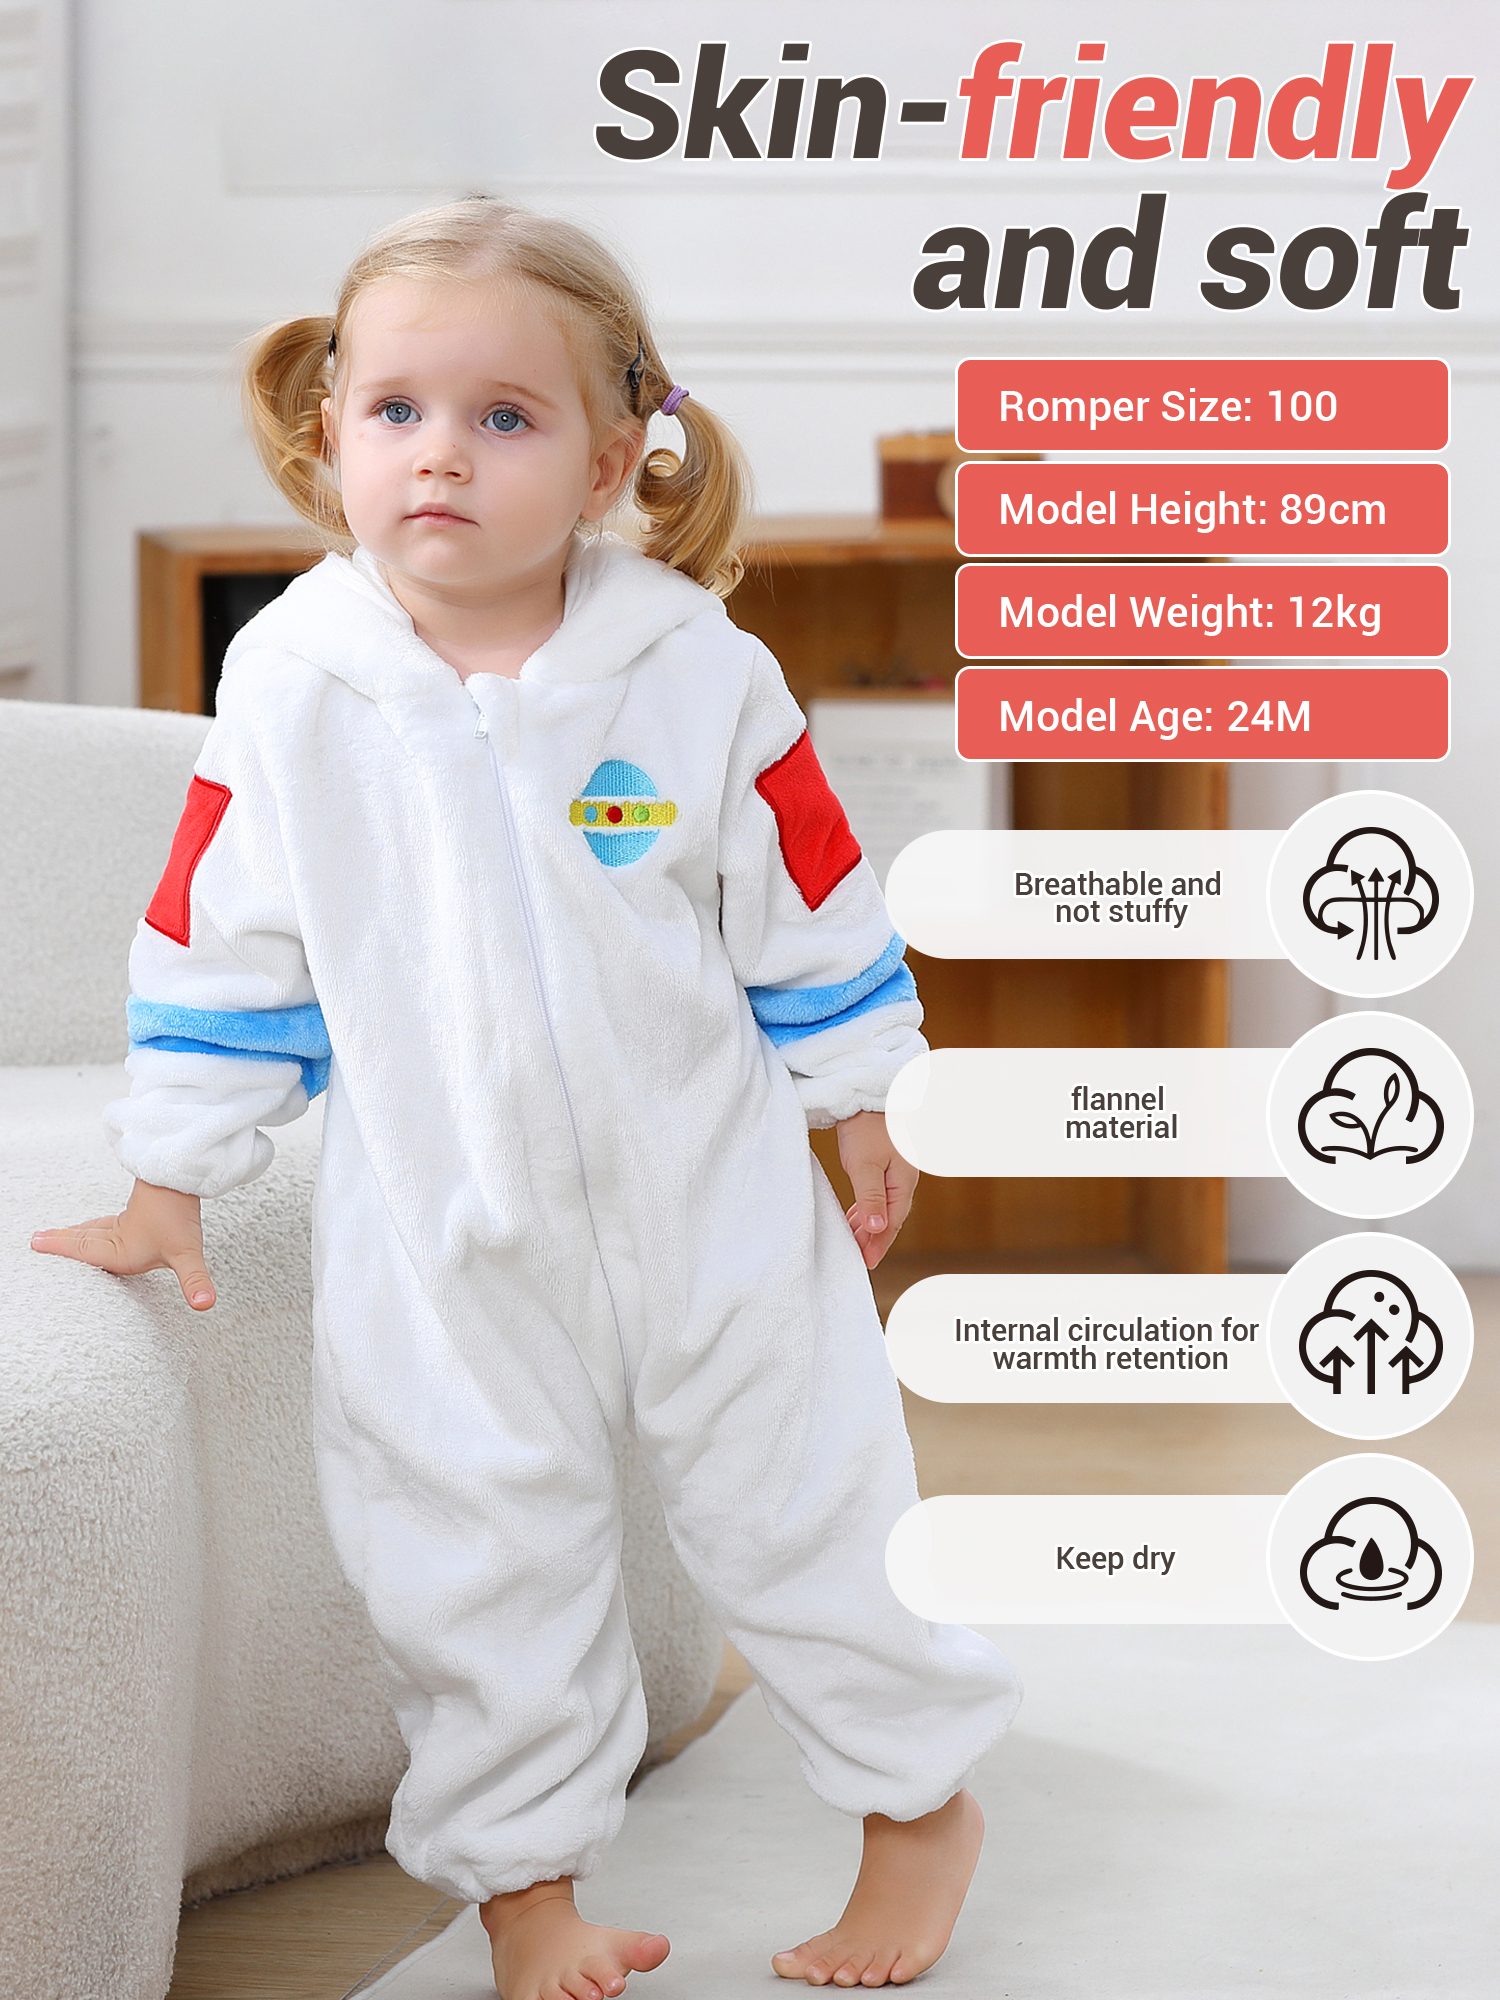 Skin-friendly
and soft
Romper Size: 100
Model Height: 89cm
Model Weight: 12kg
Model Age: 24M
Breathable and
not stuffy
flannel
material
Internal circulation for
warmth retention
Keep dry